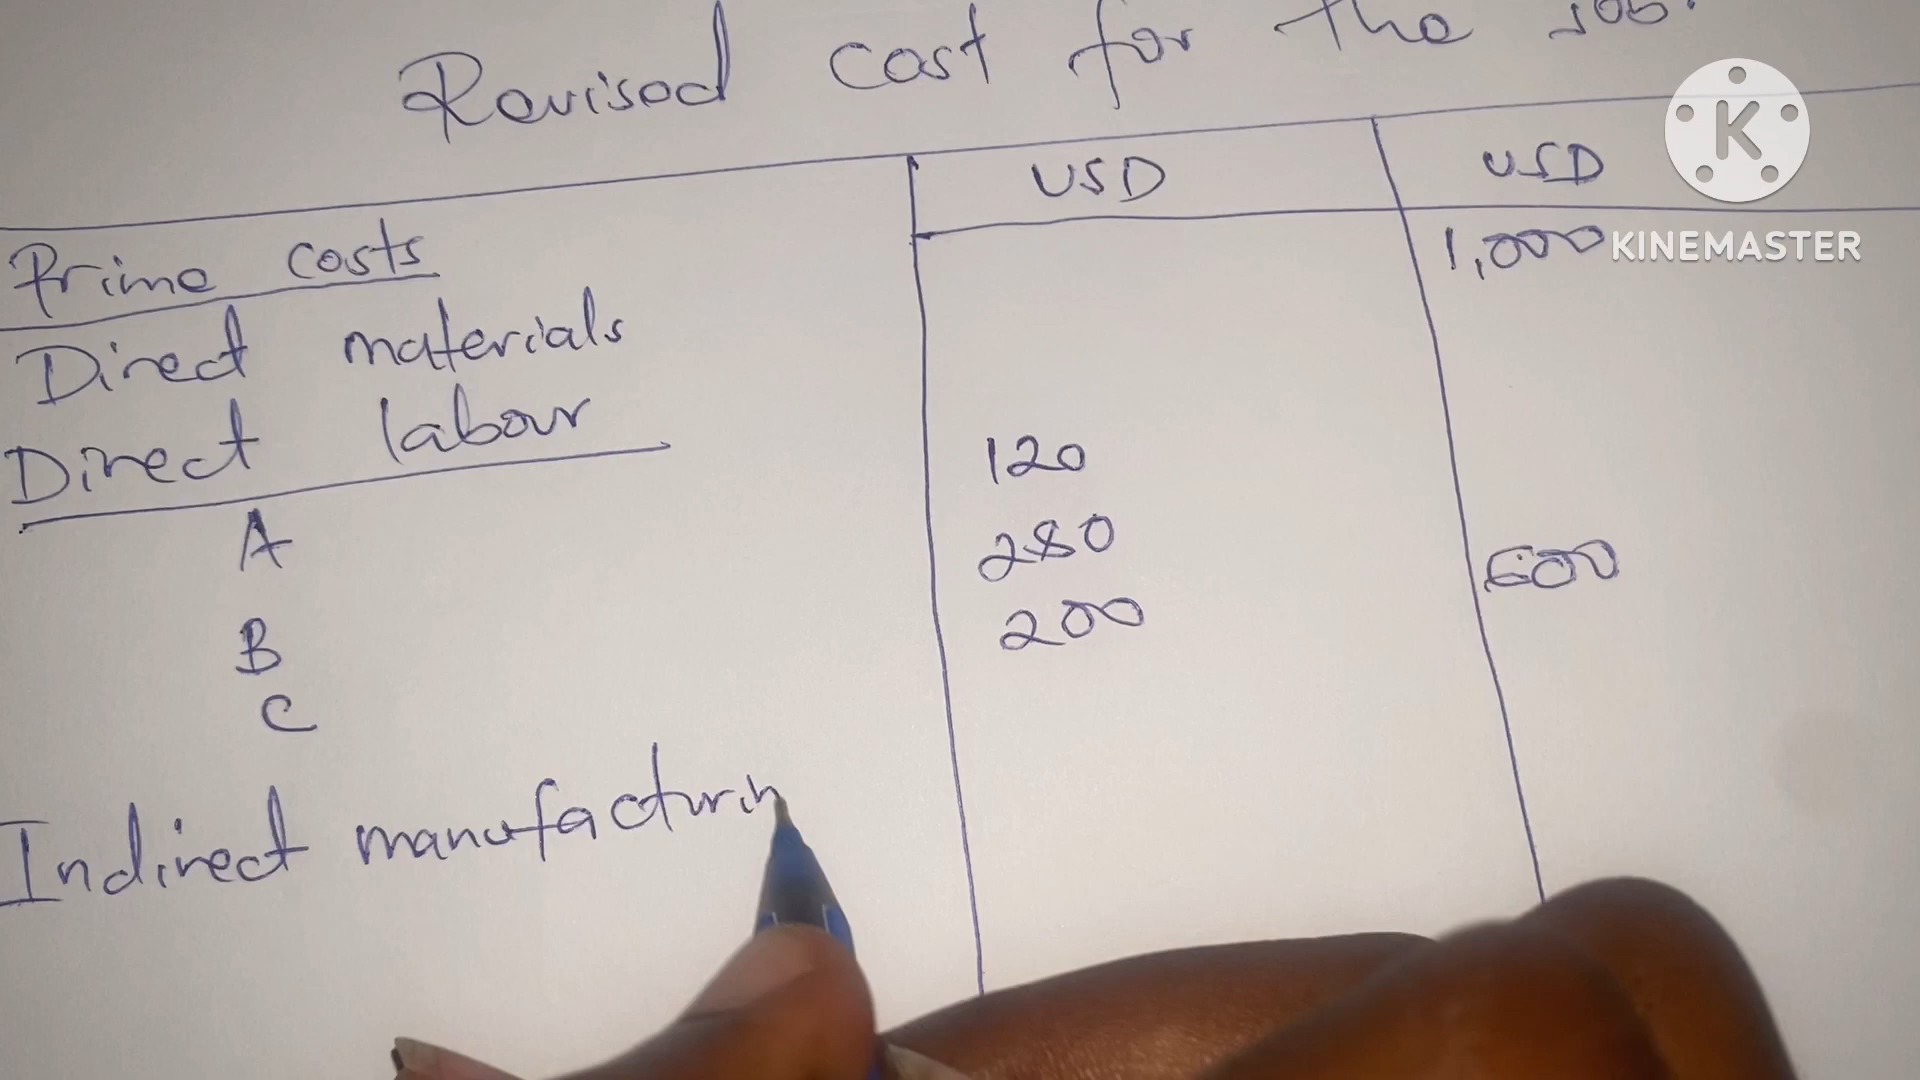 Revised cost for the Job.
USD USD
Prime costs 1,000
Direct materials
Direct labour
120
A 280 600
B 200
C
Indirect manufacturin
K
KINEMASTER